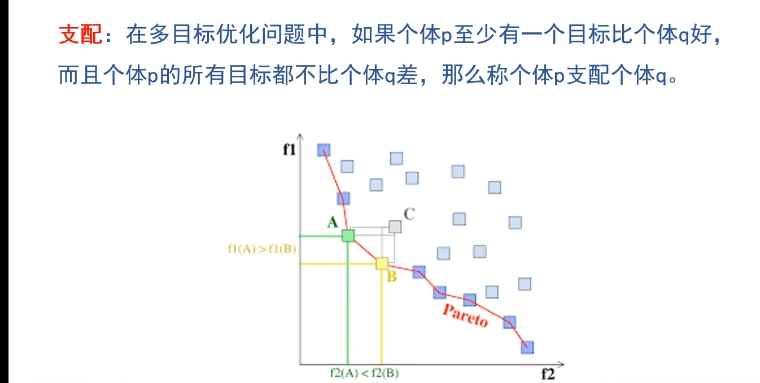 支配：在多目标优化问题中，如果个体p至少有一个目标比个体q好，
而且个体p的所有目标都不比个体q差，那么称个体p支配个体q。
f1
A
C
f1(A)>f1(B)
B
Pareto
f2(A)<f2(B)
f2